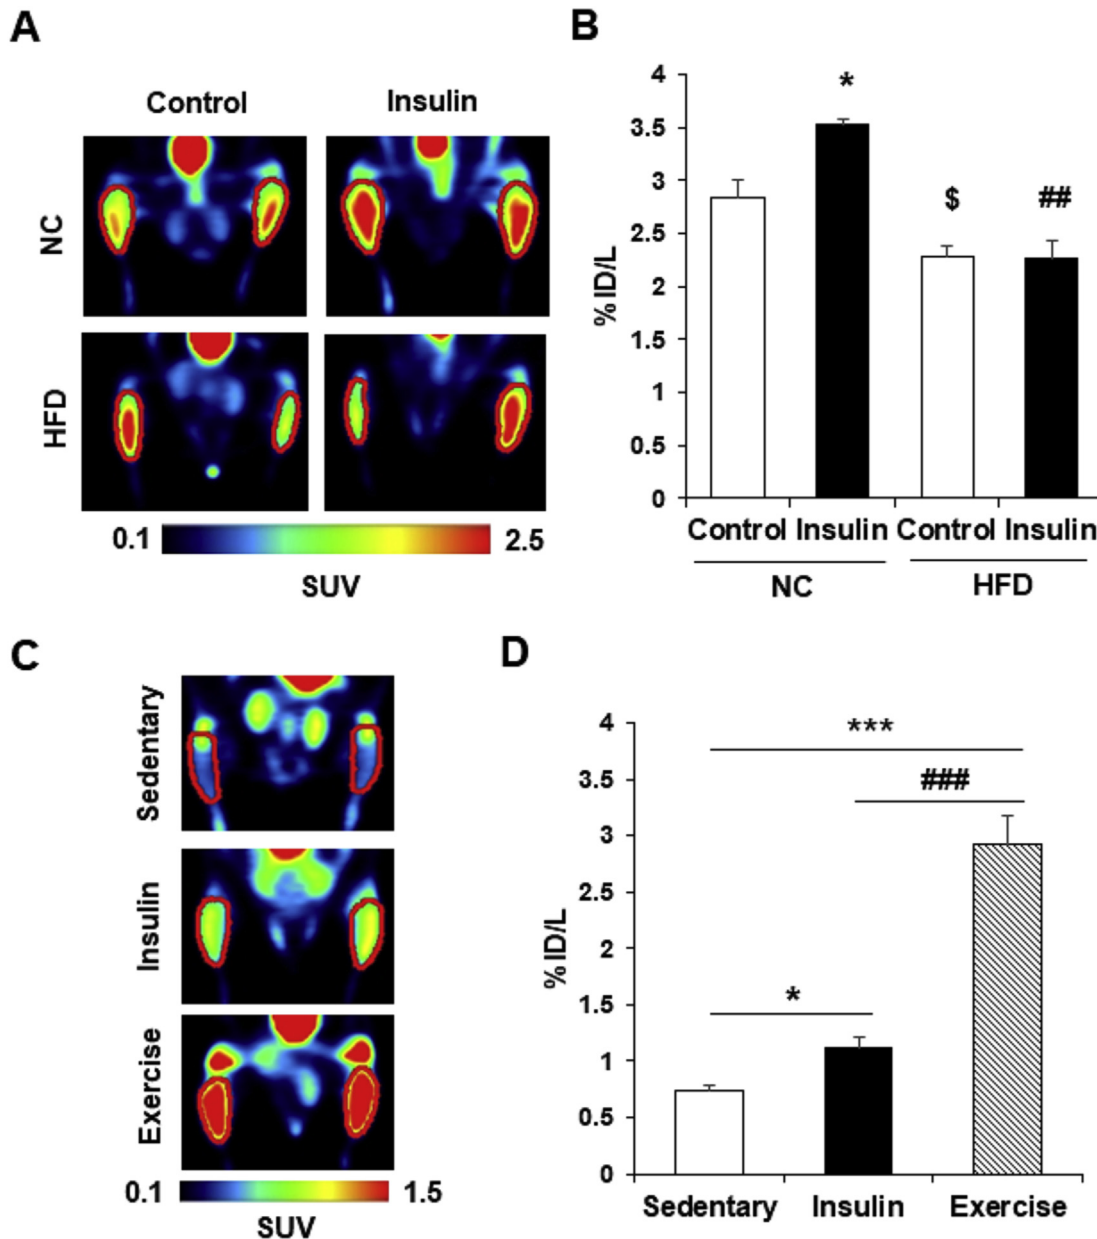 A
Control Insulin
NC
HFD
0.1 2.5
SUV
B
4
3.5
3
2.5
2
1.5
1
0.5
0
% ID/L
*
$
##
Control Insulin Control Insulin
NC HFD
C
Sedentary
Insulin
Exercise
0.1 1.5
SUV
D
4
3.5
3
2.5
2
1.5
1
0.5
0
% ID/L
***
###
*
Sedentary Insulin Exercise